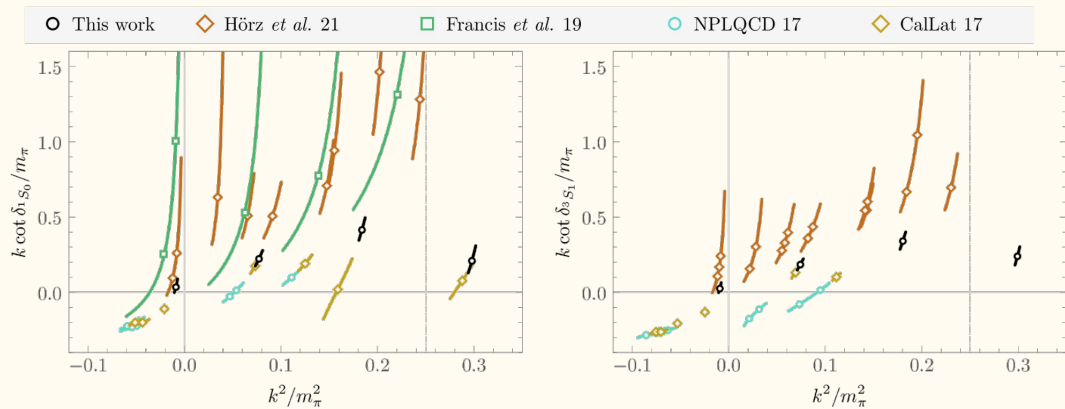 This work Hörz et al. 21 Francis et al. 19 NPLQCD 17 CalLat 17
1.5 1.5
1.0 1.0
0.5 0.5
0.0 0.0
−0.1 0.0 0.1 0.2 0.3 −0.1 0.0 0.1 0.2 0.3
k cot δ¹S₀/mπ k cot δ³S₁/mπ
k²/m²π k²/m²π